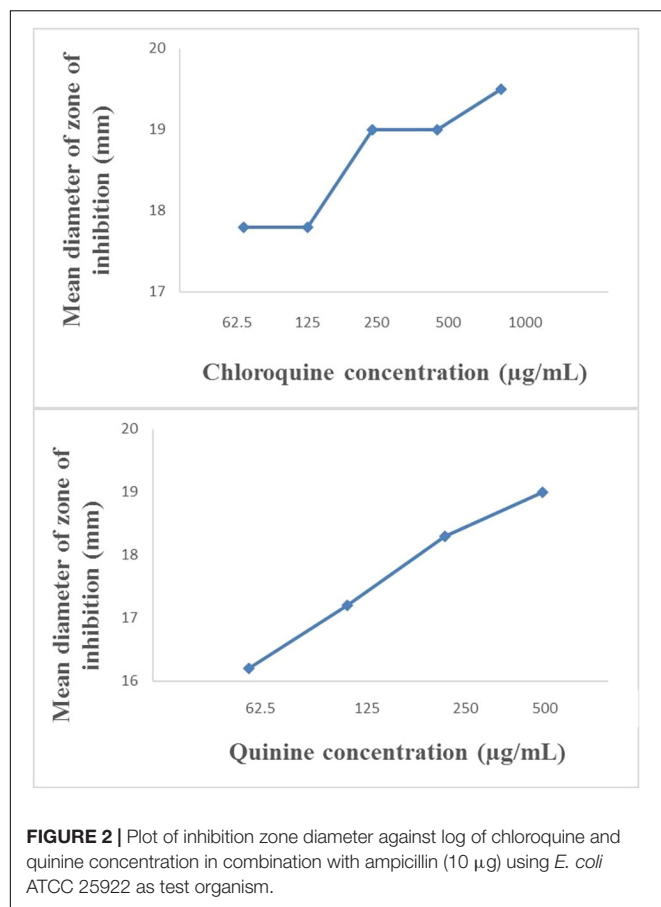 Mean diameter of zone of
inhibition (mm)
20
19
18
17
62.5 125 250 500 1000
Chloroquine concentration (µg/mL)
Mean diameter of zone of
inhibition (mm)
20
19
18
17
16
62.5 125 250 500
Quinine concentration (µg/mL)
FIGURE 2 | Plot of inhibition zone diameter against log of chloroquine and
quinine concentration in combination with ampicillin (10 µg) using E. coli
ATCC 25922 as test organism.